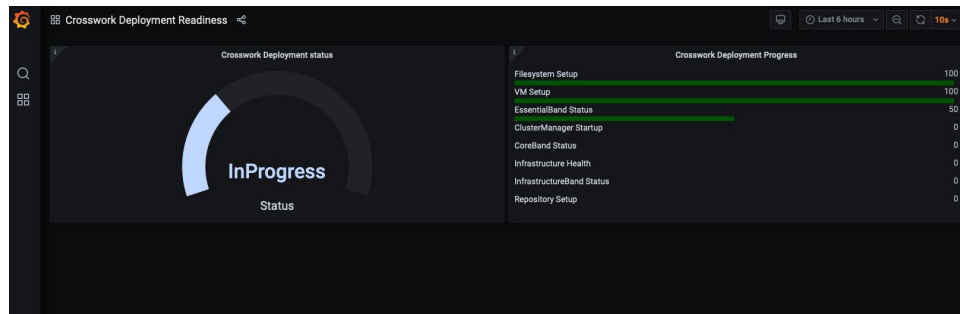 Crosswork Deployment Readiness
Last 6 hours
10s
i
Crosswork Deployment status
InProgress
Status
i
Crosswork Deployment Progress
Filesystem Setup 100
VM Setup 100
EssentialBand Status 50
ClusterManager Startup 0
CoreBand Status 0
Infrastructure Health 0
InfrastructureBand Status 0
Repository Setup 0